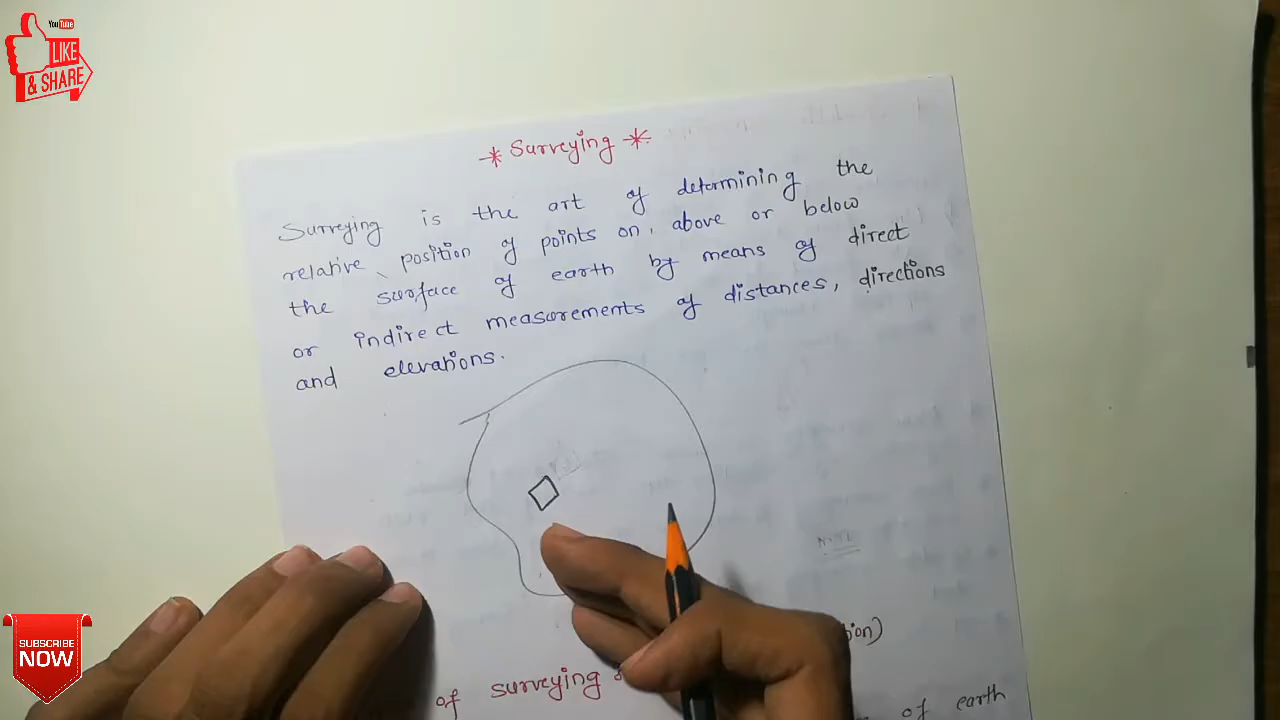 YouTube
LIKE
& SHARE
* Surveying *
Surveying is the art of determining the
relative position of points on, above or below
the surface of earth by means of direct
or indirect measurements of distances, directions
and elevations.
of surveying
of earth
SUBSCRIBE
NOW